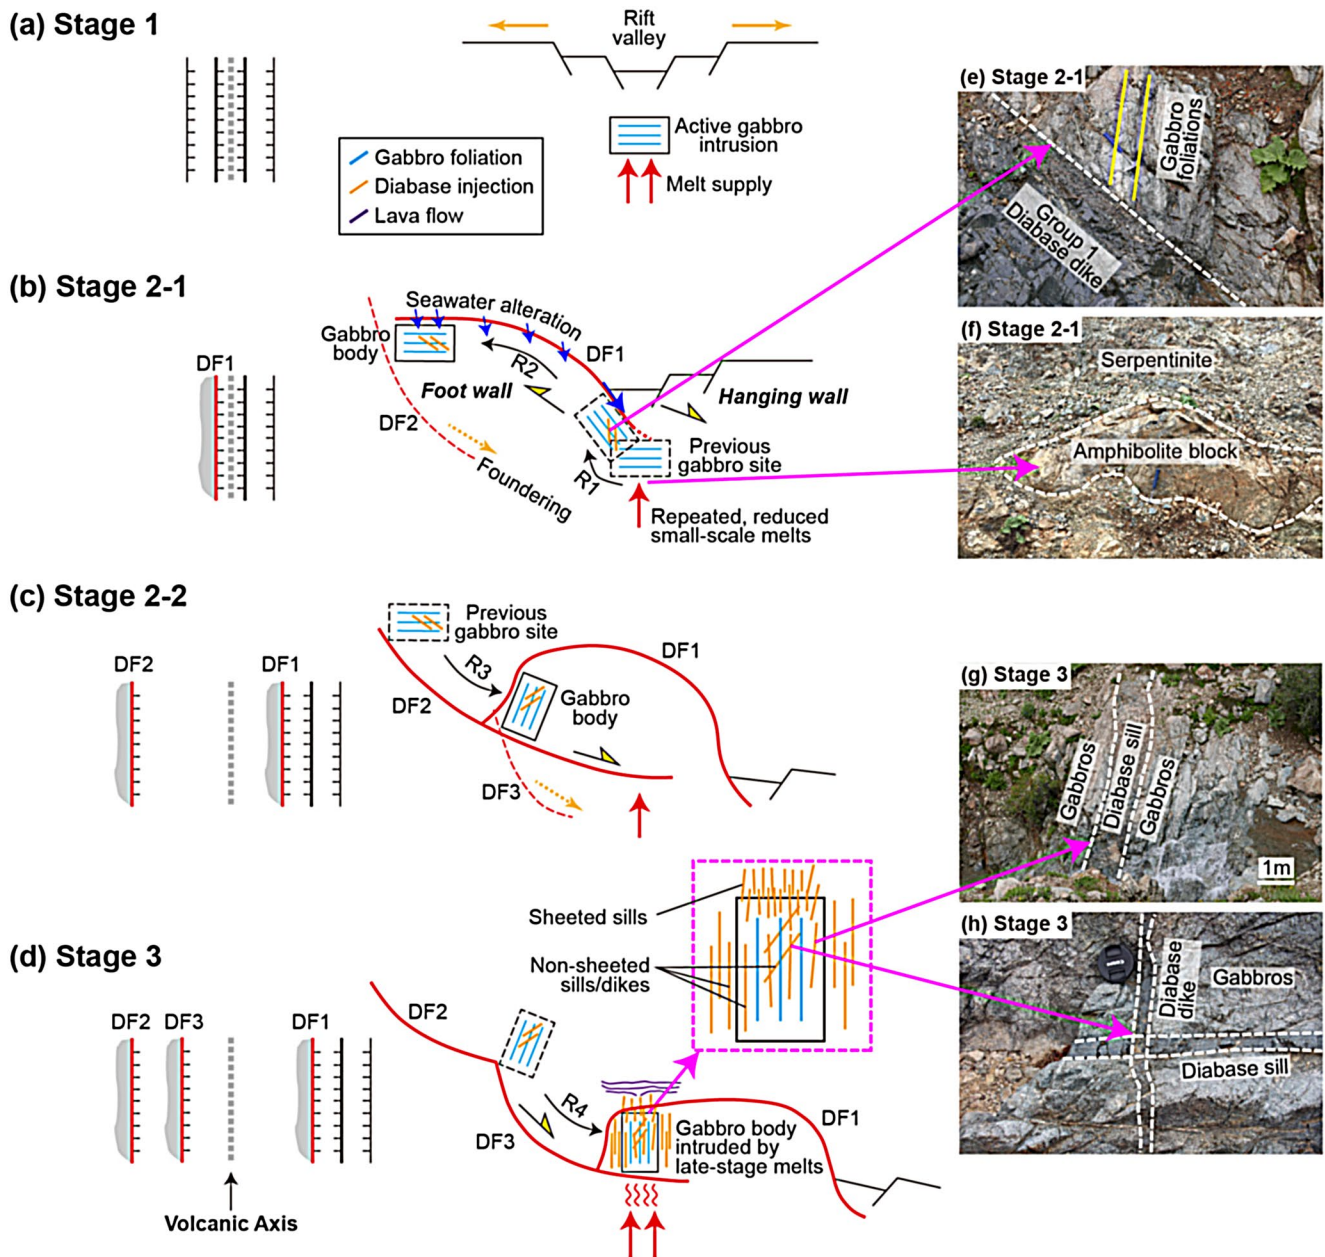 (a) Stage 1
Rift
valley
Active gabbro
intrusion
Melt supply
Gabbro foliation
Diabase injection
Lava flow
(e) Stage 2-1
Gabbro
foliations
Group 1
Diabase dike
(b) Stage 2-1
DF1
Seawater alteration
Gabbro
body
DF1
R2
Foot wall
Hanging wall
DF2
Foundering
R1
Previous
gabbro site
Repeated, reduced
small-scale melts
(f) Stage 2-1
Serpentinite
Amphibolite block
(c) Stage 2-2
DF2
DF1
Previous
gabbro site
R3
DF1
DF2
Gabbro
body
DF3
(g) Stage 3
Gabbros
Diabase sill
Gabbros
1m
(d) Stage 3
DF2
DF3
DF1
Volcanic Axis
Sheeted sills
Non-sheeted
sills/dikes
DF2
R4
DF3
DF1
Gabbro body
intruded by
late-stage melts
(h) Stage 3
Diabase
dike
Gabbros
Diabase sill